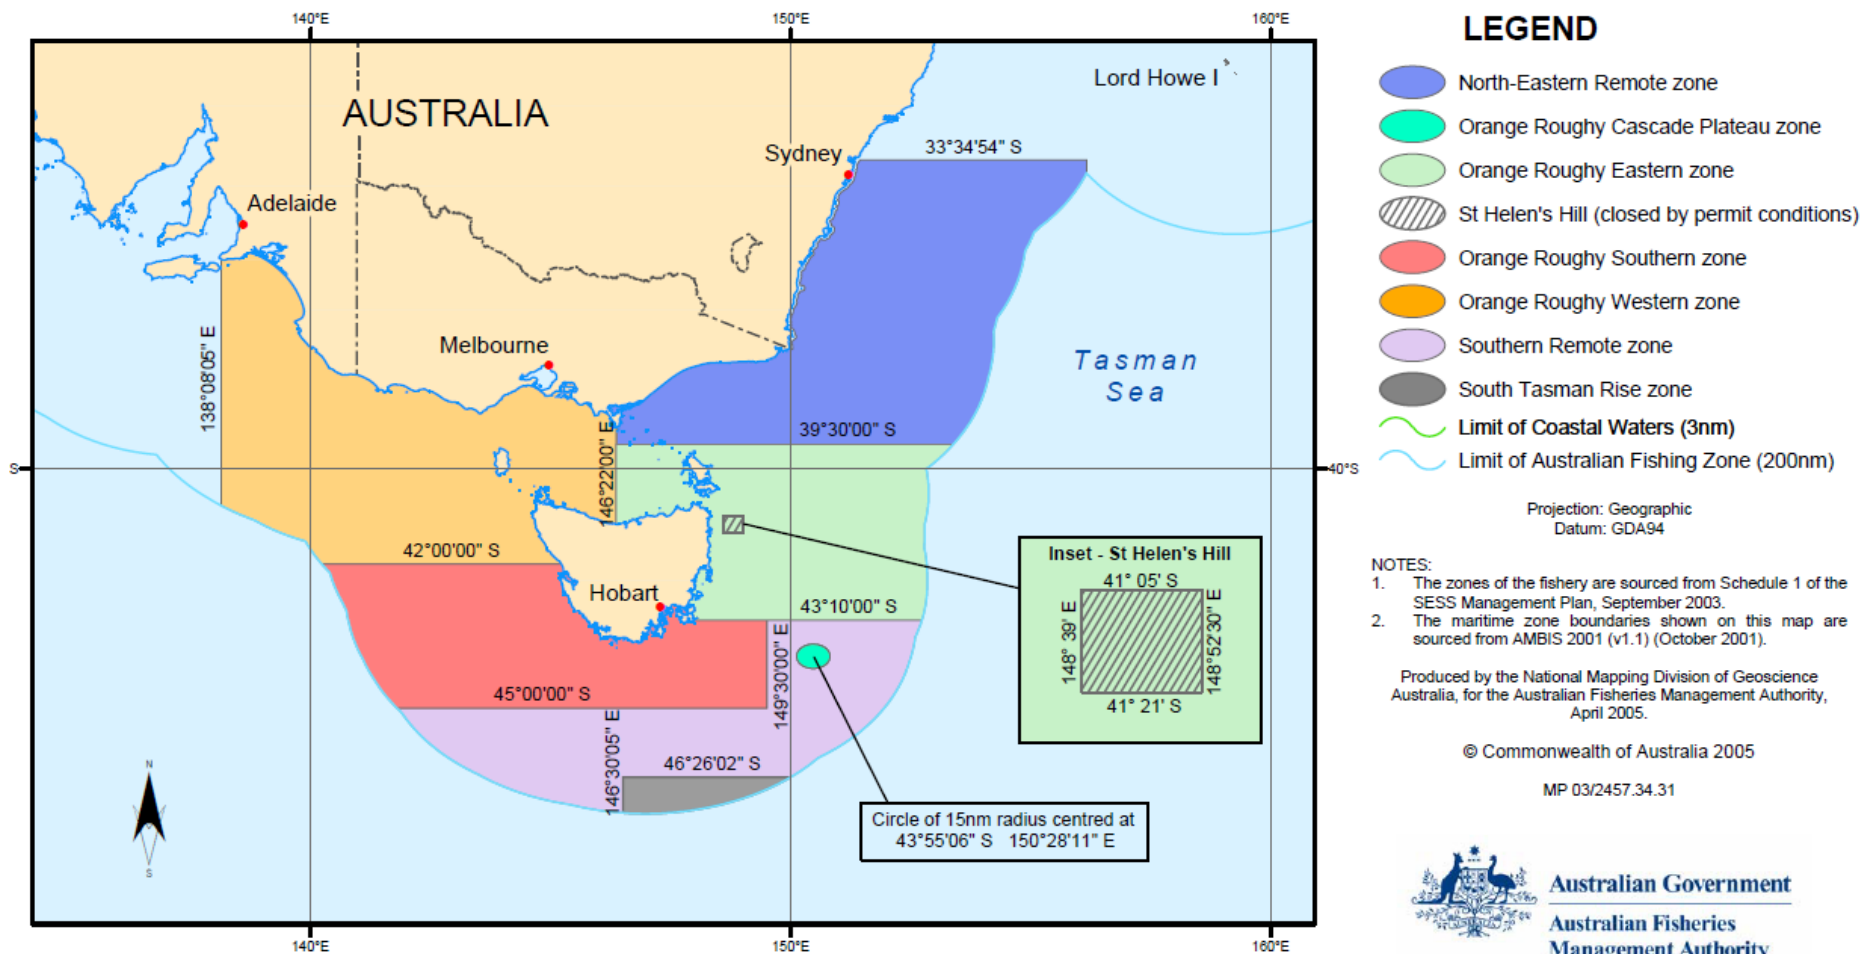 140°E
150°E
160°E
AUSTRALIA
Lord Howe I
Sydney
33°34'54" S
Adelaide
Melbourne
138°08'05" E
Tasman
Sea
39°30'00" S
146°22'00" E
S
40°S
42°00'00" S
Hobart
43°10'00" S
149°30'00" E
45°00'00" S
146°30'05" E
46°26'02" S
Inset - St Helen's Hill
41° 05' S
148° 39' E
148°52'30" E
41° 21' S
Circle of 15nm radius centred at
43°55'06" S 150°28'11" E
N
S
140°E
150°E
160°E
LEGEND
North-Eastern Remote zone
Orange Roughy Cascade Plateau zone
Orange Roughy Eastern zone
St Helen's Hill (closed by permit conditions)
Orange Roughy Southern zone
Orange Roughy Western zone
Southern Remote zone
South Tasman Rise zone
Limit of Coastal Waters (3nm)
Limit of Australian Fishing Zone (200nm)
Projection: Geographic
Datum: GDA94
NOTES:
1. The zones of the fishery are sourced from Schedule 1 of the
SESS Management Plan, September 2003.
2. The maritime zone boundaries shown on this map are
sourced from AMBIS 2001 (v1.1) (October 2001).
Produced by the National Mapping Division of Geoscience
Australia, for the Australian Fisheries Management Authority,
April 2005.
© Commonwealth of Australia 2005
MP 03/2457.34.31
Australian Government
Australian Fisheries
Management Authority